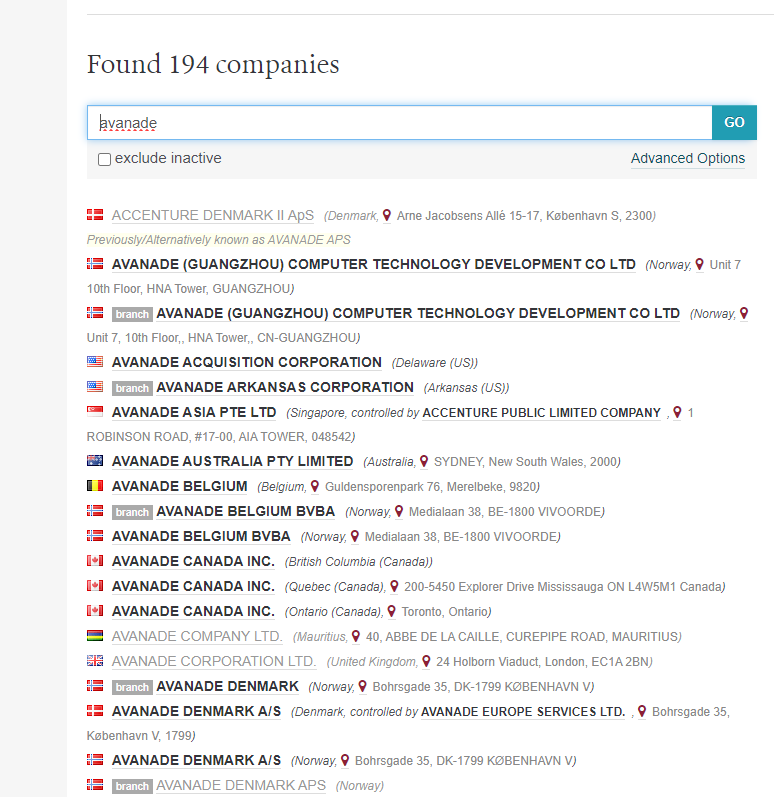 Found 194 companies
avanade
GO
exclude inactive
Advanced Options
ACCENTURE DENMARK II ApS (Denmark, Arne Jacobsens Allé 15-17, København S, 2300)
Previously/Alternatively known as AVANADE APS
AVANADE (GUANGZHOU) COMPUTER TECHNOLOGY DEVELOPMENT CO LTD (Norway, Unit 7
10th Floor, HNA Tower, GUANGZHOU)
branch AVANADE (GUANGZHOU) COMPUTER TECHNOLOGY DEVELOPMENT CO LTD (Norway,
Unit 7, 10th Floor,, HNA Tower,, CN-GUANGZHOU)
AVANADE ACQUISITION CORPORATION (Delaware (US))
branch AVANADE ARKANSAS CORPORATION (Arkansas (US))
AVANADE ASIA PTE LTD (Singapore, controlled by ACCENTURE PUBLIC LIMITED COMPANY , 1
ROBINSON ROAD, #17-00, AIA TOWER, 048542)
AVANADE AUSTRALIA PTY LIMITED (Australia, SYDNEY, New South Wales, 2000)
AVANADE BELGIUM (Belgium, Guldensporenpark 76, Merelbeke, 9820)
branch AVANADE BELGIUM BVBA (Norway, Medialaan 38, BE-1800 VIVOORDE)
AVANADE BELGIUM BVBA (Norway, Medialaan 38, BE-1800 VIVOORDE)
AVANADE CANADA INC. (British Columbia (Canada))
AVANADE CANADA INC. (Quebec (Canada), 200-5450 Explorer Drive Mississauga ON L4W5M1 Canada)
AVANADE CANADA INC. (Ontario (Canada), Toronto, Ontario)
AVANADE COMPANY LTD. (Mauritius, 40, ABBE DE LA CAILLE, CUREPIPE ROAD, MAURITIUS)
AVANADE CORPORATION LTD. (United Kingdom, 24 Holborn Viaduct, London, EC1A 2BN)
branch AVANADE DENMARK (Norway, Bohrsgade 35, DK-1799 KØBENHAVN V)
AVANADE DENMARK A/S (Denmark, controlled by AVANADE EUROPE SERVICES LTD. , Bohrsgade 35,
København V, 1799)
AVANADE DENMARK A/S (Norway, Bohrsgade 35, DK-1799 KØBENHAVN V)
branch AVANADE DENMARK APS (Norway)